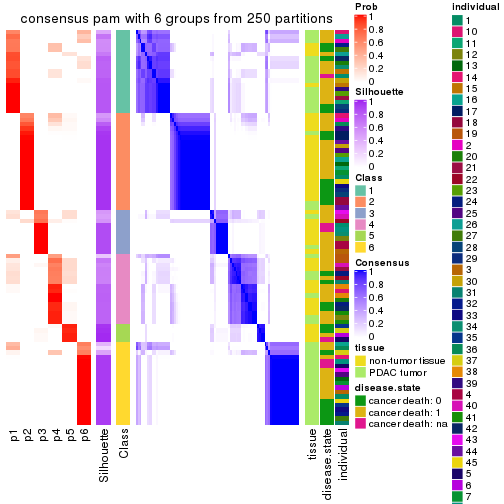 consensus pam with 6 groups from 250 partitions
p1
p2
p3
p4
p5
p6
Silhouette
Class
tissue
disease.state
individual
Prob
1
0.8
0.6
0.4
0.2
0
Silhouette
1
0.8
0.6
0.4
0.2
0
Class
1
2
3
4
5
6
Consensus
1
0.8
0.6
0.4
0.2
0
tissue
non-tumor tissue
PDAC tumor
disease.state
cancer death: 0
cancer death: 1
cancer death: na
individual
1
10
11
12
13
14
15
16
17
18
19
2
20
21
22
23
24
25
26
27
28
29
3
30
31
32
33
34
35
36
37
38
39
4
40
41
42
43
44
45
5
6
7